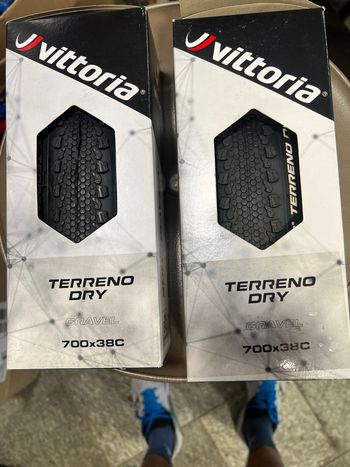 vittoria®
TERRENO
DRY
GRAVEL
700x38C
vittoria®
TERRENO
TERRENO
DRY
GRAVEL
700x38C